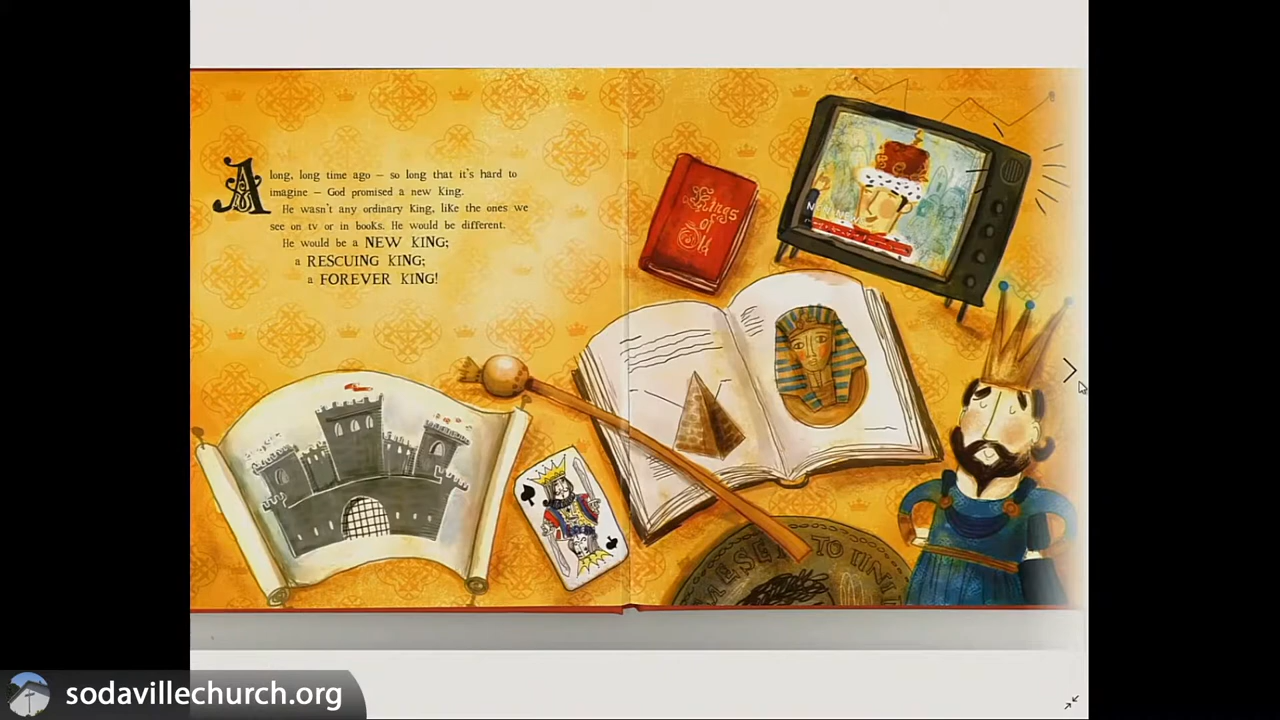 A long, long time ago – so long that it's hard to
imagine – God promised a new King.
He wasn't any ordinary King, like the ones we
see on tv or in books. He would be different.
He would be a NEW KING;
a RESCUING KING;
a FOREVER KING!
Kings
of
Old
sodavillechurch.org